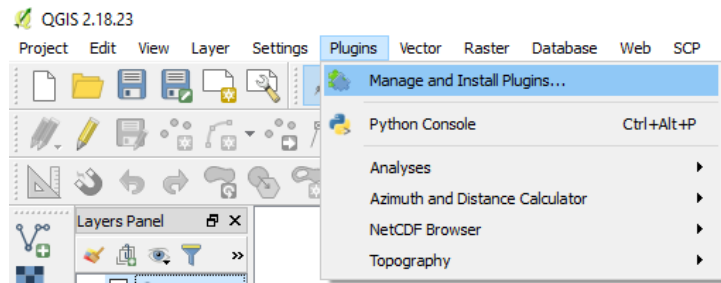 QGIS 2.18.23
Project Edit View Layer Settings Plugins Vector Raster Database Web SCP
Manage and Install Plugins...
Python Console Ctrl+Alt+P
Analyses
Azimuth and Distance Calculator
NetCDF Browser
Topography
Layers Panel